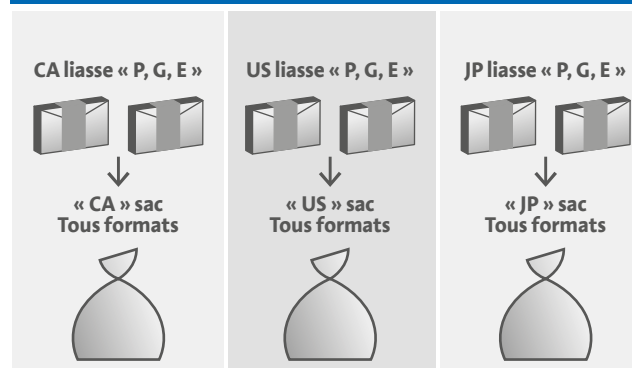 CA liasse « P, G, E »
« CA » sac
Tous formats
US liasse « P, G, E »
« US » sac
Tous formats
JP liasse « P, G, E »
« JP » sac
Tous formats